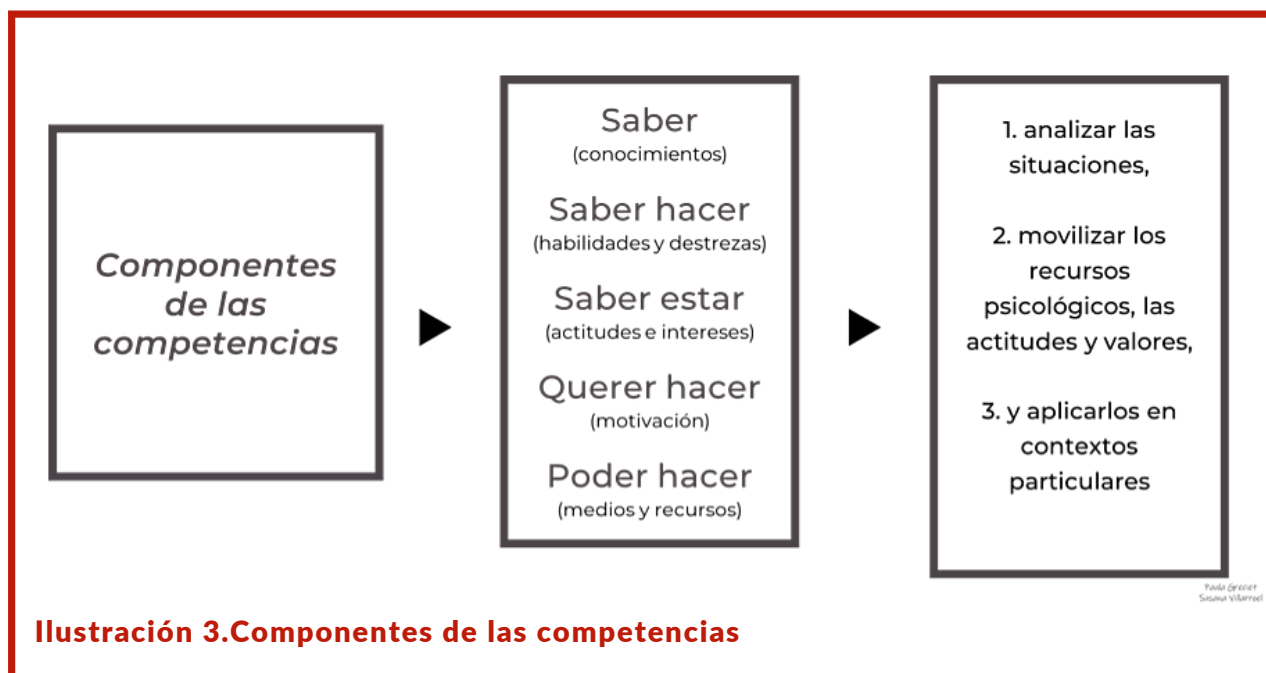 Componentes
de las
competencias
Saber
(conocimientos)
Saber hacer
(habilidades y destrezas)
Saber estar
(actitudes e intereses)
Querer hacer
(motivación)
Poder hacer
(medios y recursos)
1. analizar las
situaciones,
2. movilizar los
recursos
psicológicos, las
actitudes y valores,
3. y aplicarlos en
contextos
particulares
Paula Greciet
Susana Villarroel
Ilustración 3.Componentes de las competencias